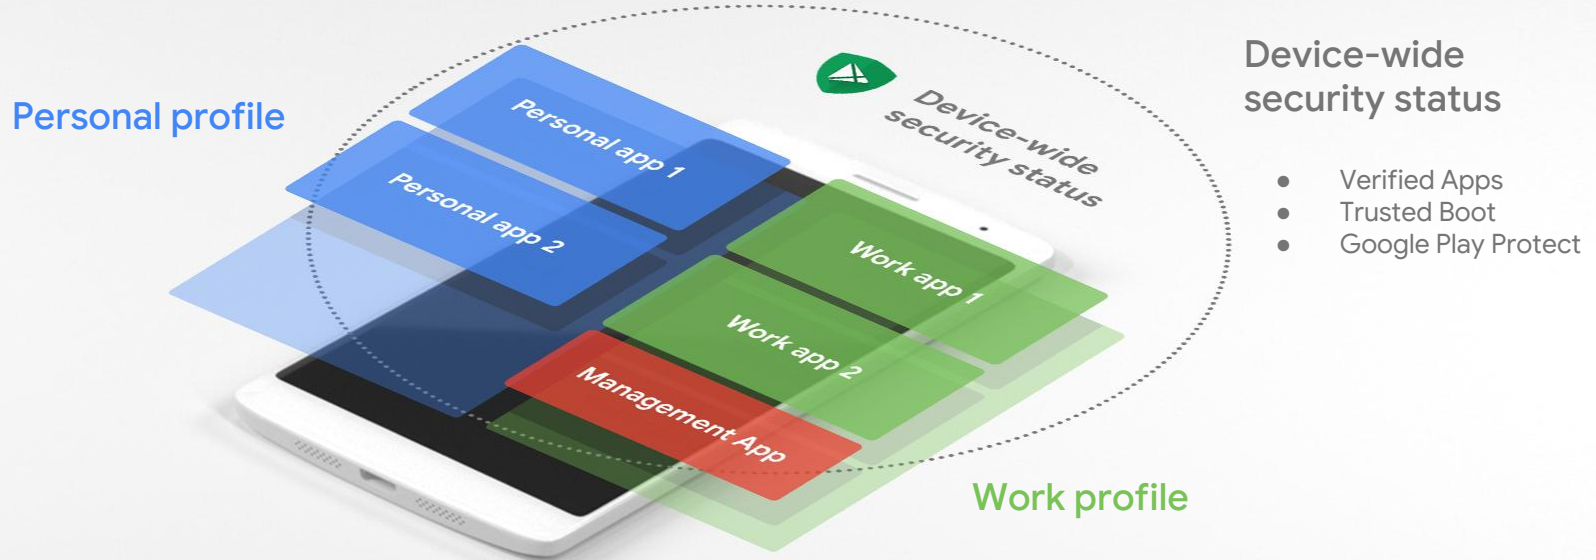 Personal profile
Personal app 1
Personal app 2
Device-wide
security status
Work app 1
Work app 2
Management App
Work profile
Device-wide
security status
● Verified Apps
● Trusted Boot
● Google Play Protect